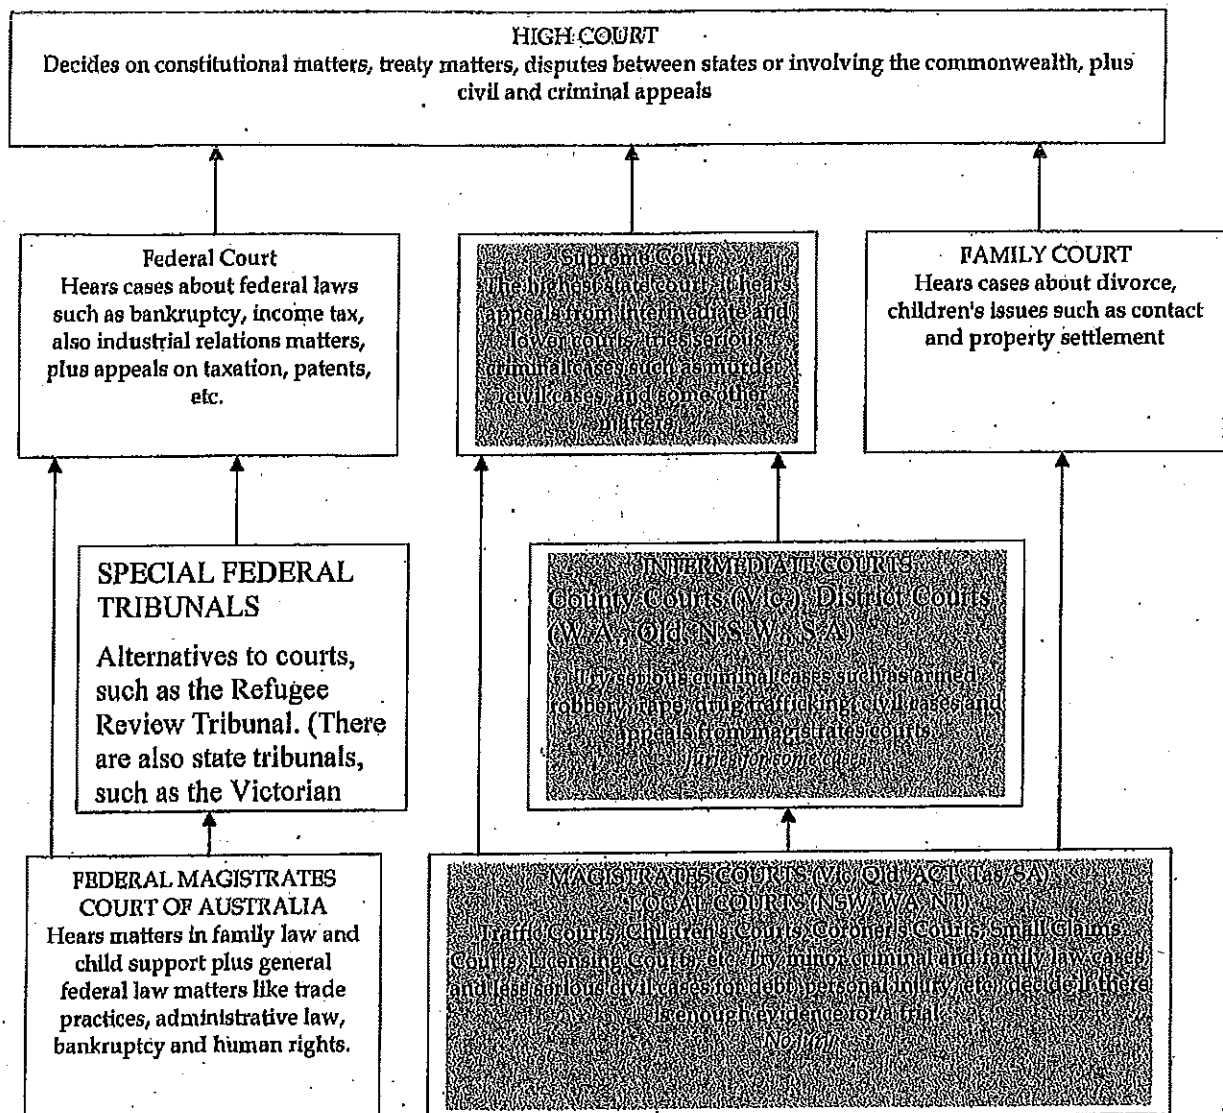 HIGH COURT
Decides on constitutional matters, treaty matters, disputes between states or involving the commonwealth, plus
civil and criminal appeals
Federal Court
Hears cases about federal laws
such as bankruptcy, income tax,
also industrial relations matters,
plus appeals on taxation, patents,
etc.
Supreme Court
The highest state court, it hears
appeals from intermediate and
lower courts, tries serious
criminal cases such as murder,
civil cases, and some other
matters
FAMILY COURT
Hears cases about divorce,
children's issues such as contact
and property settlement
SPECIAL FEDERAL
TRIBUNALS
Alternatives to courts,
such as the Refugee
Review Tribunal. (There
are also state tribunals,
such as the Victorian
INTERMEDIATE COURTS
County Courts (Vic.), District Courts
(W.A., Qld, N.S.W., S.A)
Try serious criminal cases such as armed
robbery, rape, drug trafficking, civil cases and
appeals from magistrates courts
Juries for some cases
FEDERAL MAGISTRATES
COURT OF AUSTRALIA
Hears matters in family law and
child support plus general
federal law matters like trade
practices, administrative law,
bankruptcy and human rights.
MAGISTRATES COURTS (Vic, Qld, ACT, Tas, SA)
LOCAL COURTS (NSW, WA, NT)
Traffic Courts, Children's Courts, Coroner's Courts, Small Claims
Courts, Licensing Courts, etc. Try minor criminal and family law cases
and less serious civil cases for debt, personal injury, etc. decide if there
is enough evidence for a trial
No jury